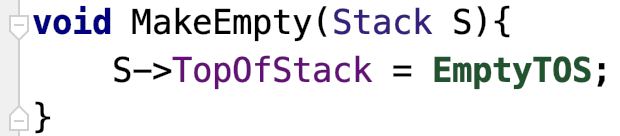 void MakeEmpty(Stack S){
    S->TopOfStack = EmptyTOS;
}